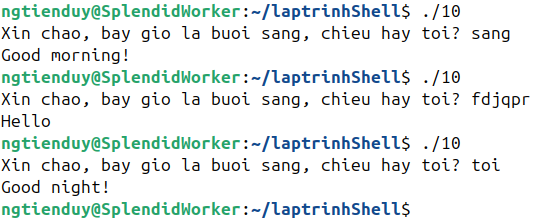 ngtienduy@SplendidWorker:~/laptrinhShell$ ./10
Xin chao, bay gio la buoi sang, chieu hay toi? sang
Good morning!
ngtienduy@SplendidWorker:~/laptrinhShell$ ./10
Xin chao, bay gio la buoi sang, chieu hay toi? fdjqpr
Hello
ngtienduy@SplendidWorker:~/laptrinhShell$ ./10
Xin chao, bay gio la buoi sang, chieu hay toi? toi
Good night!
ngtienduy@SplendidWorker:~/laptrinhShell$